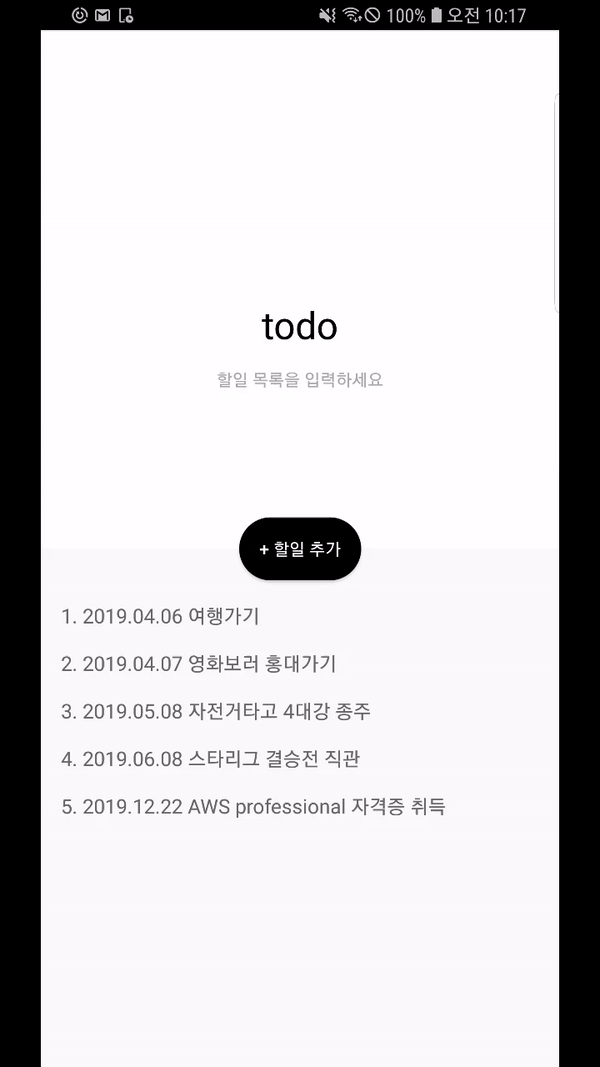 100% 오전 10:17
todo
할일 목록을 입력하세요
+ 할일 추가
1. 2019.04.06 여행가기
2. 2019.04.07 영화보러 홍대가기
3. 2019.05.08 자전거타고 4대강 종주
4. 2019.06.08 스타리그 결승전 직관
5. 2019.12.22 AWS professional 자격증 취득